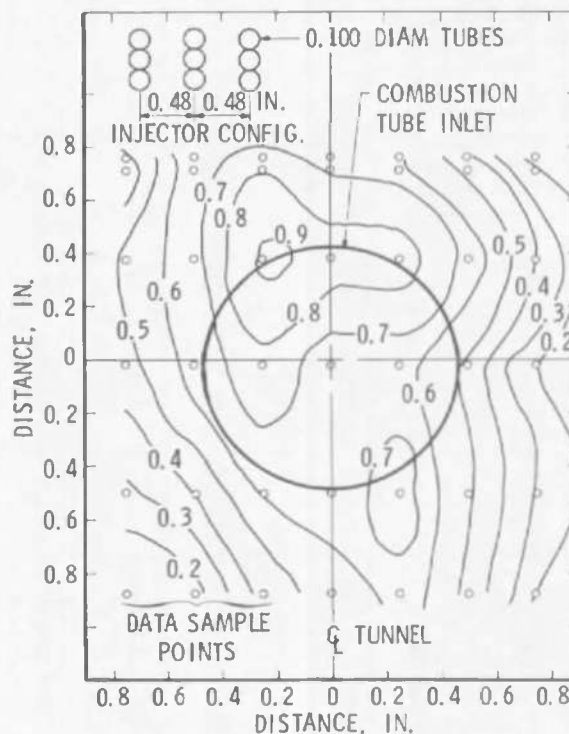 0.100 DIAM TUBES
0.48 0.48 IN.
INJECTOR CONFIG.
COMBUSTION
TUBE INLET
0.8
0.6
0.4
0.2
0
0.2
0.4
0.6
0.8
DISTANCE, IN.
0.7
0.8
0.9
0.6
0.5
0.8
0.7
0.5
0.4
0.3
0.2
0.6
0.7
0.4
0.3
0.2
DATA SAMPLE
POINTS
CL TUNNEL
0.8 0.6 0.4 0.2 0 0.2 0.4 0.6 0.8
DISTANCE, IN.